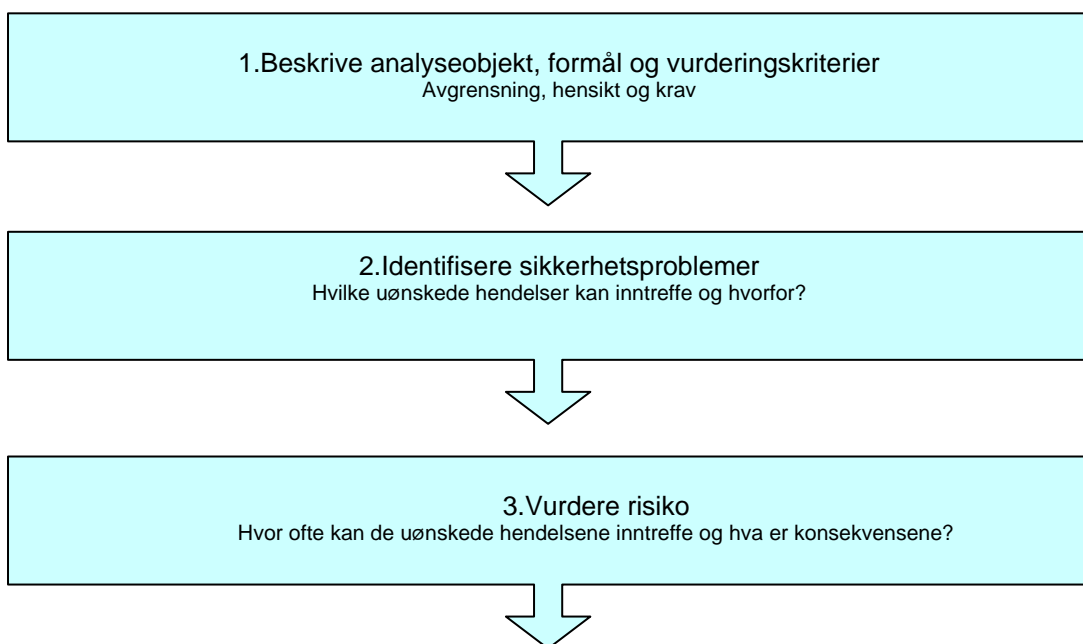 1.Beskrive analyseobjekt, formål og vurderingskriterier
Avgrensning, hensikt og krav
2.Identifisere sikkerhetsproblemer
Hvilke uønskede hendelser kan inntreffe og hvorfor?
3.Vurdere risiko
Hvor ofte kan de uønskede hendelsene inntreffe og hva er konsekvensene?